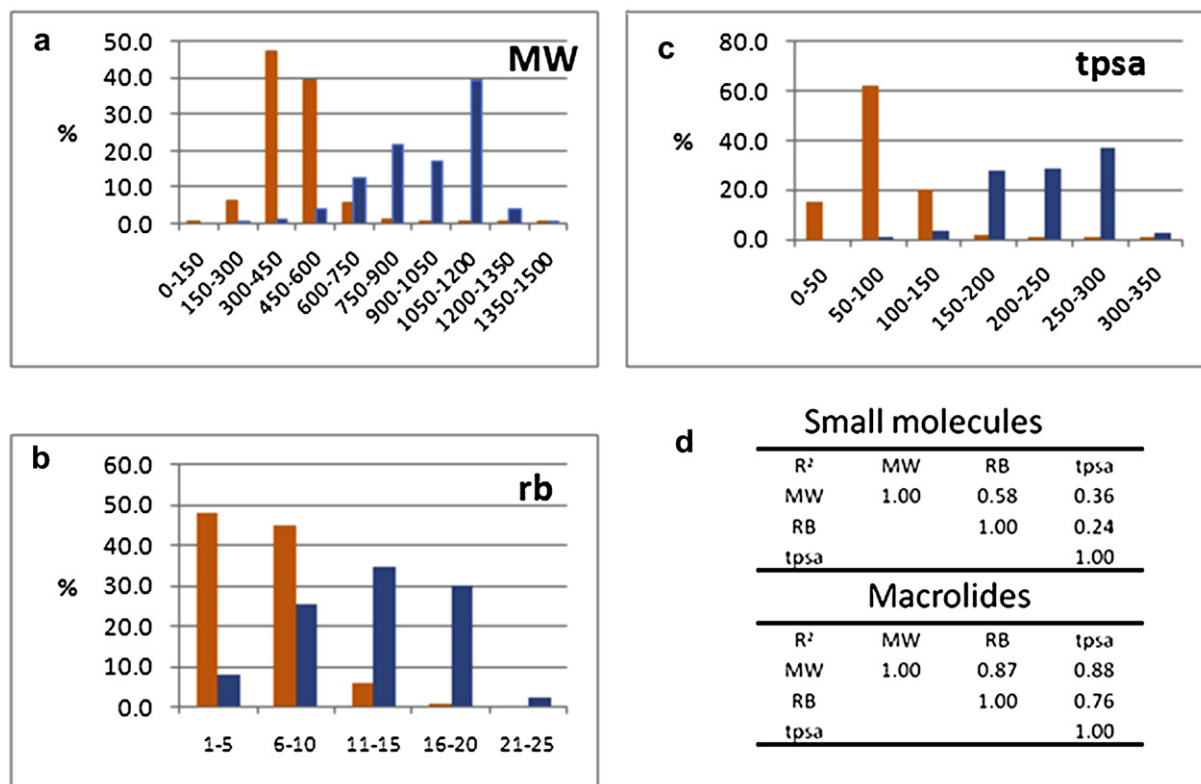 a
MW
50.0
40.0
30.0
20.0
10.0
0.0
%
0-150
150-300
300-450
450-600
600-750
750-900
900-1050
1050-1200
1200-1350
1350-1500
c
tpsa
80.0
60.0
40.0
20.0
0.0
%
0-50
50-100
100-150
150-200
200-250
250-300
300-350
b
rb
60.0
50.0
40.0
30.0
20.0
10.0
0.0
%
1-5 6-10 11-15 16-20 21-25
d
Small molecules
R² MW RB tpsa
MW 1.00 0.58 0.36
RB 1.00 0.24
tpsa 1.00
Macrolides
R² MW RB tpsa
MW 1.00 0.87 0.88
RB 1.00 0.76
tpsa 1.00